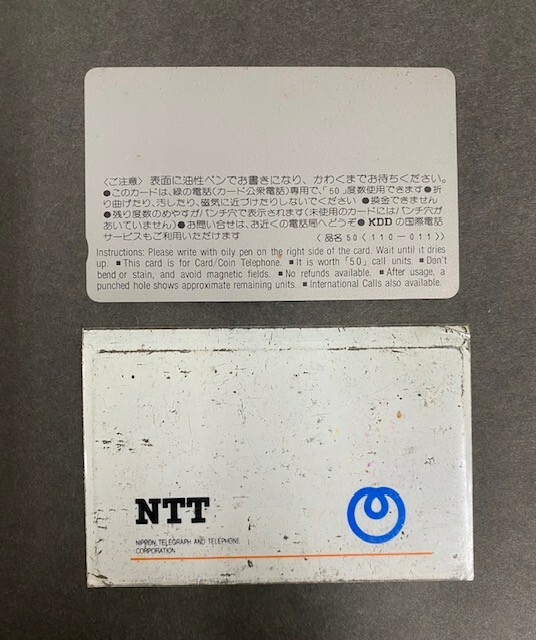 〈ご注意〉表面に油性ペンでお書きになり、かわくまでお待ちください。
●このカードは、緑の電話(カード公衆電話)専用で、「50」度数使用できます●折
り曲げたり、汚したり、磁気に近づけたりしないでください ●換金できません
●残り度数のめやすがパンチ穴で表示されます(未使用のカードにはパンチ穴が
あいていません)●お問い合せは、お近くの電話局へどうぞ● KDD の国際電話
サービスもご利用いただけます 〈品名50〈110-011〉〉
Instructions: Please write with oily pen on the right side of the card. Wait until it dries
up. ■ This card is for Card/Coin Telephone. ■ It is worth「50」call units. ■ Don't
bend or stain, and avoid magnetic fields. ■ No refunds available. ■ After usage, a
punched hole shows approximate remaining units. ■ International Calls also available.
NTT
NIPPON TELEGRAPH AND TELEPHONE
CORPORATION